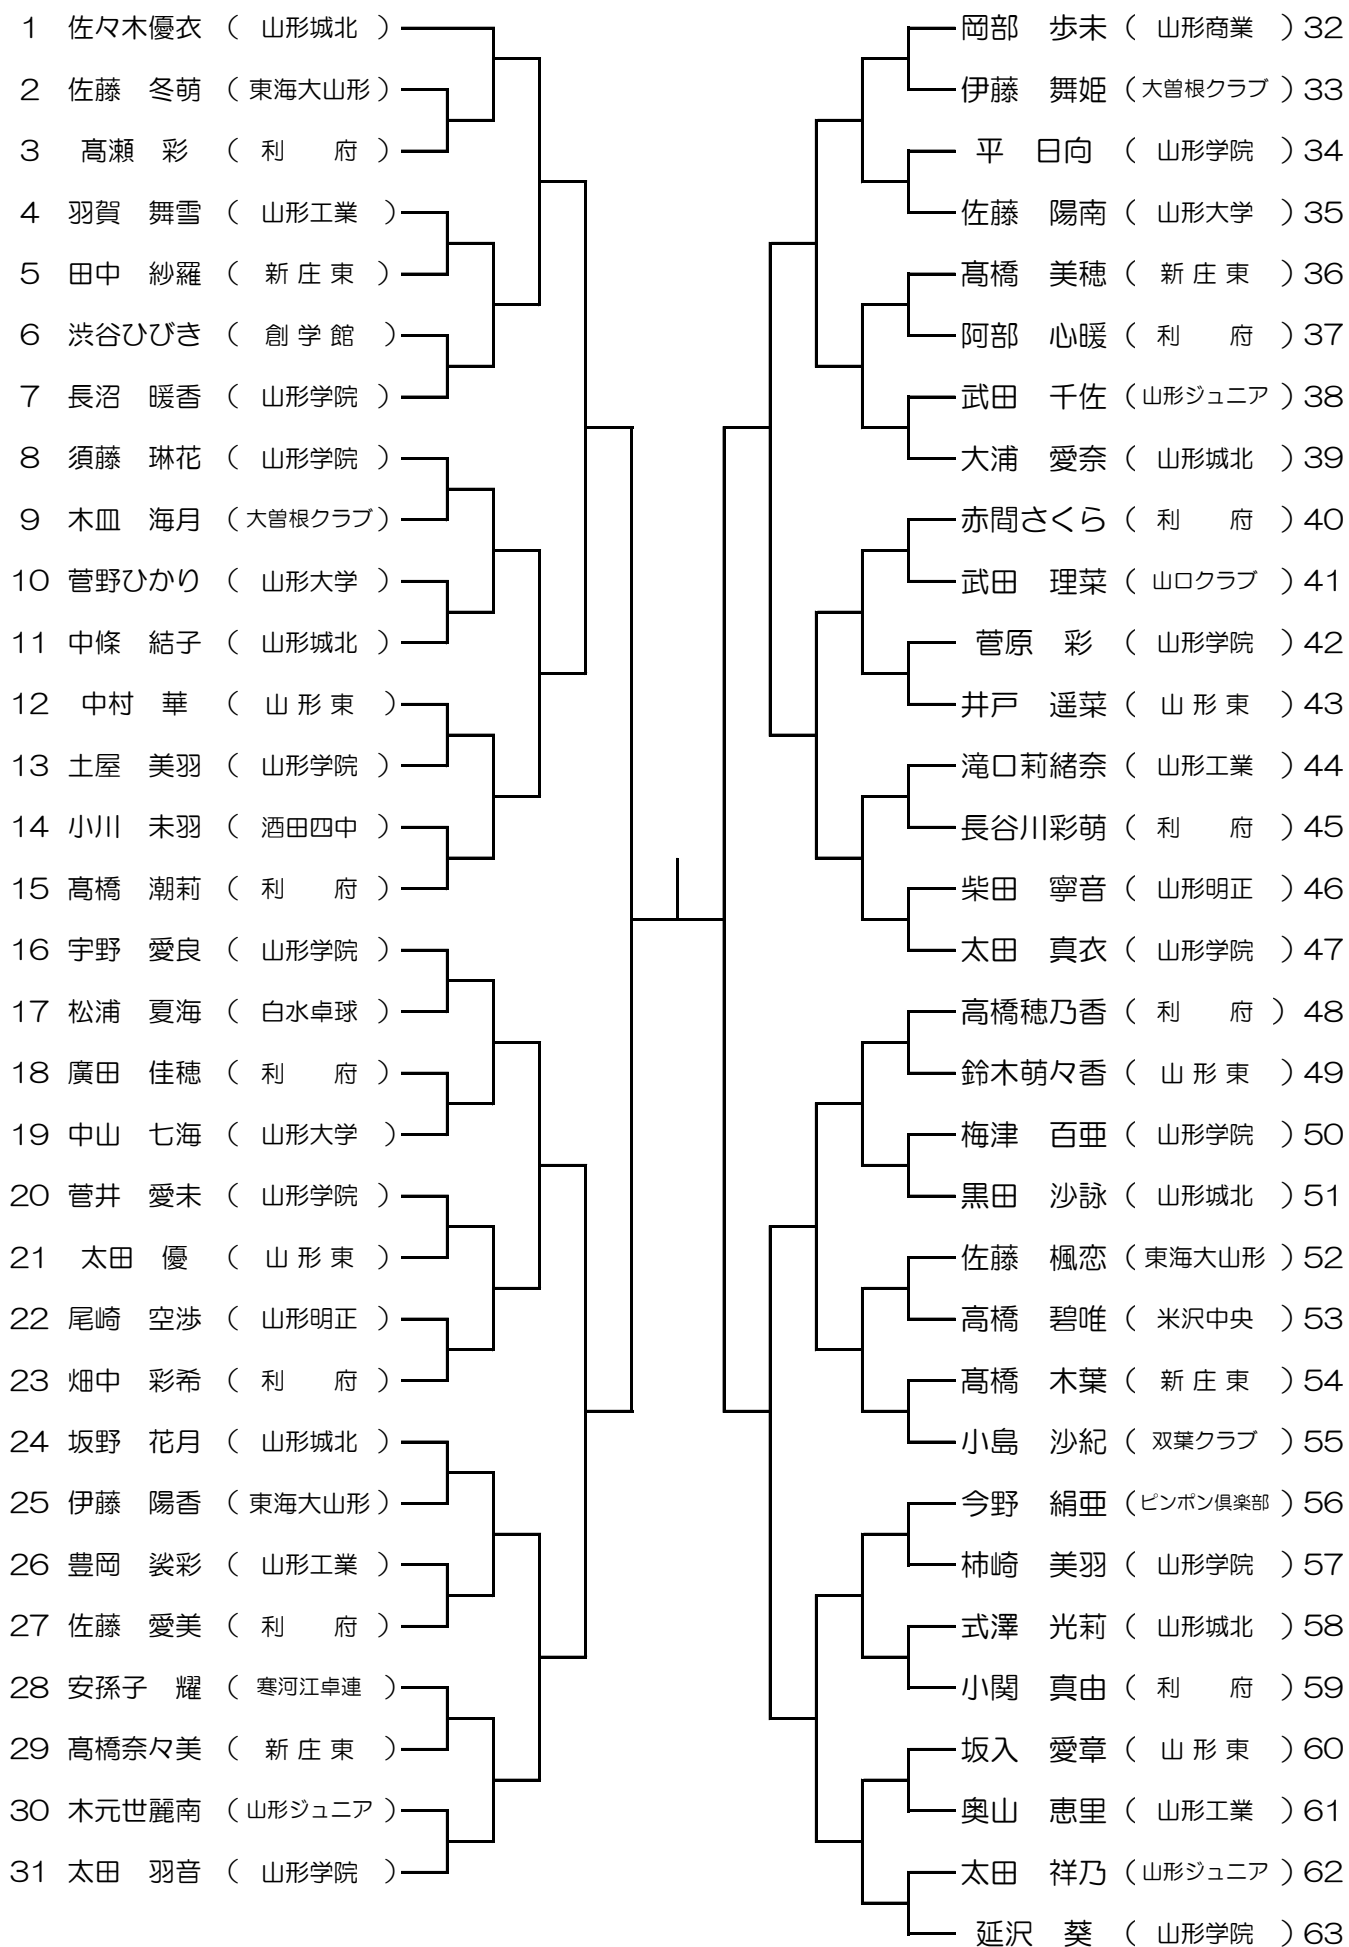 1 佐々木優衣 （ 山形城北 ）
2 佐藤 冬萌 （ 東海大山形 ）
3 髙瀬 彩 （ 利 府 ）
4 羽賀 舞雪 （ 山形工業 ）
5 田中 紗羅 （ 新 庄 東 ）
6 渋谷ひびき （ 創 学 館 ）
7 長沼 暖香 （ 山形学院 ）
8 須藤 琳花 （ 山形学院 ）
9 木皿 海月 （ 大曽根クラブ ）
10 菅野ひかり （ 山形大学 ）
11 中條 結子 （ 山形城北 ）
12 中村 華 （ 山 形 東 ）
13 土屋 美羽 （ 山形学院 ）
14 小川 未羽 （ 酒田四中 ）
15 髙橋 潮莉 （ 利 府 ）
16 宇野 愛良 （ 山形学院 ）
17 松浦 夏海 （ 白水卓球 ）
18 廣田 佳穂 （ 利 府 ）
19 中山 七海 （ 山形大学 ）
20 菅井 愛未 （ 山形学院 ）
21 太田 優 （ 山 形 東 ）
22 尾崎 空渉 （ 山形明正 ）
23 畑中 彩希 （ 利 府 ）
24 坂野 花月 （ 山形城北 ）
25 伊藤 陽香 （ 東海大山形 ）
26 豊岡 裟彩 （ 山形工業 ）
27 佐藤 愛美 （ 利 府 ）
28 安孫子 耀 （ 寒河江卓連 ）
29 髙橋奈々美 （ 新 庄 東 ）
30 木元世麗南 （ 山形ジュニア ）
31 太田 羽音 （ 山形学院 ）
岡部 歩未 （ 山形商業 ） 32
伊藤 舞姫 （ 大曽根クラブ ） 33
平 日向 （ 山形学院 ） 34
佐藤 陽南 （ 山形大学 ） 35
髙橋 美穂 （ 新 庄 東 ） 36
阿部 心暖 （ 利 府 ） 37
武田 千佐 （ 山形ジュニア ） 38
大浦 愛奈 （ 山形城北 ） 39
赤間さくら （ 利 府 ） 40
武田 理菜 （ 山口クラブ ） 41
菅原 彩 （ 山形学院 ） 42
井戸 遥菜 （ 山 形 東 ） 43
滝口莉緒奈 （ 山形工業 ） 44
長谷川彩萌 （ 利 府 ） 45
柴田 寧音 （ 山形明正 ） 46
太田 真衣 （ 山形学院 ） 47
高橋穂乃香 （ 利 府 ） 48
鈴木萌々香 （ 山 形 東 ） 49
梅津 百亜 （ 山形学院 ） 50
黒田 沙詠 （ 山形城北 ） 51
佐藤 楓恋 （ 東海大山形 ） 52
高橋 碧唯 （ 米沢中央 ） 53
髙橋 木葉 （ 新 庄 東 ） 54
小島 沙紀 （ 双葉クラブ ） 55
今野 絹亜 （ ピンポン倶楽部 ） 56
柿崎 美羽 （ 山形学院 ） 57
式澤 光莉 （ 山形城北 ） 58
小関 真由 （ 利 府 ） 59
坂入 愛章 （ 山 形 東 ） 60
奥山 恵里 （ 山形工業 ） 61
太田 祥乃 （ 山形ジュニア ） 62
延沢 葵 （ 山形学院 ） 63